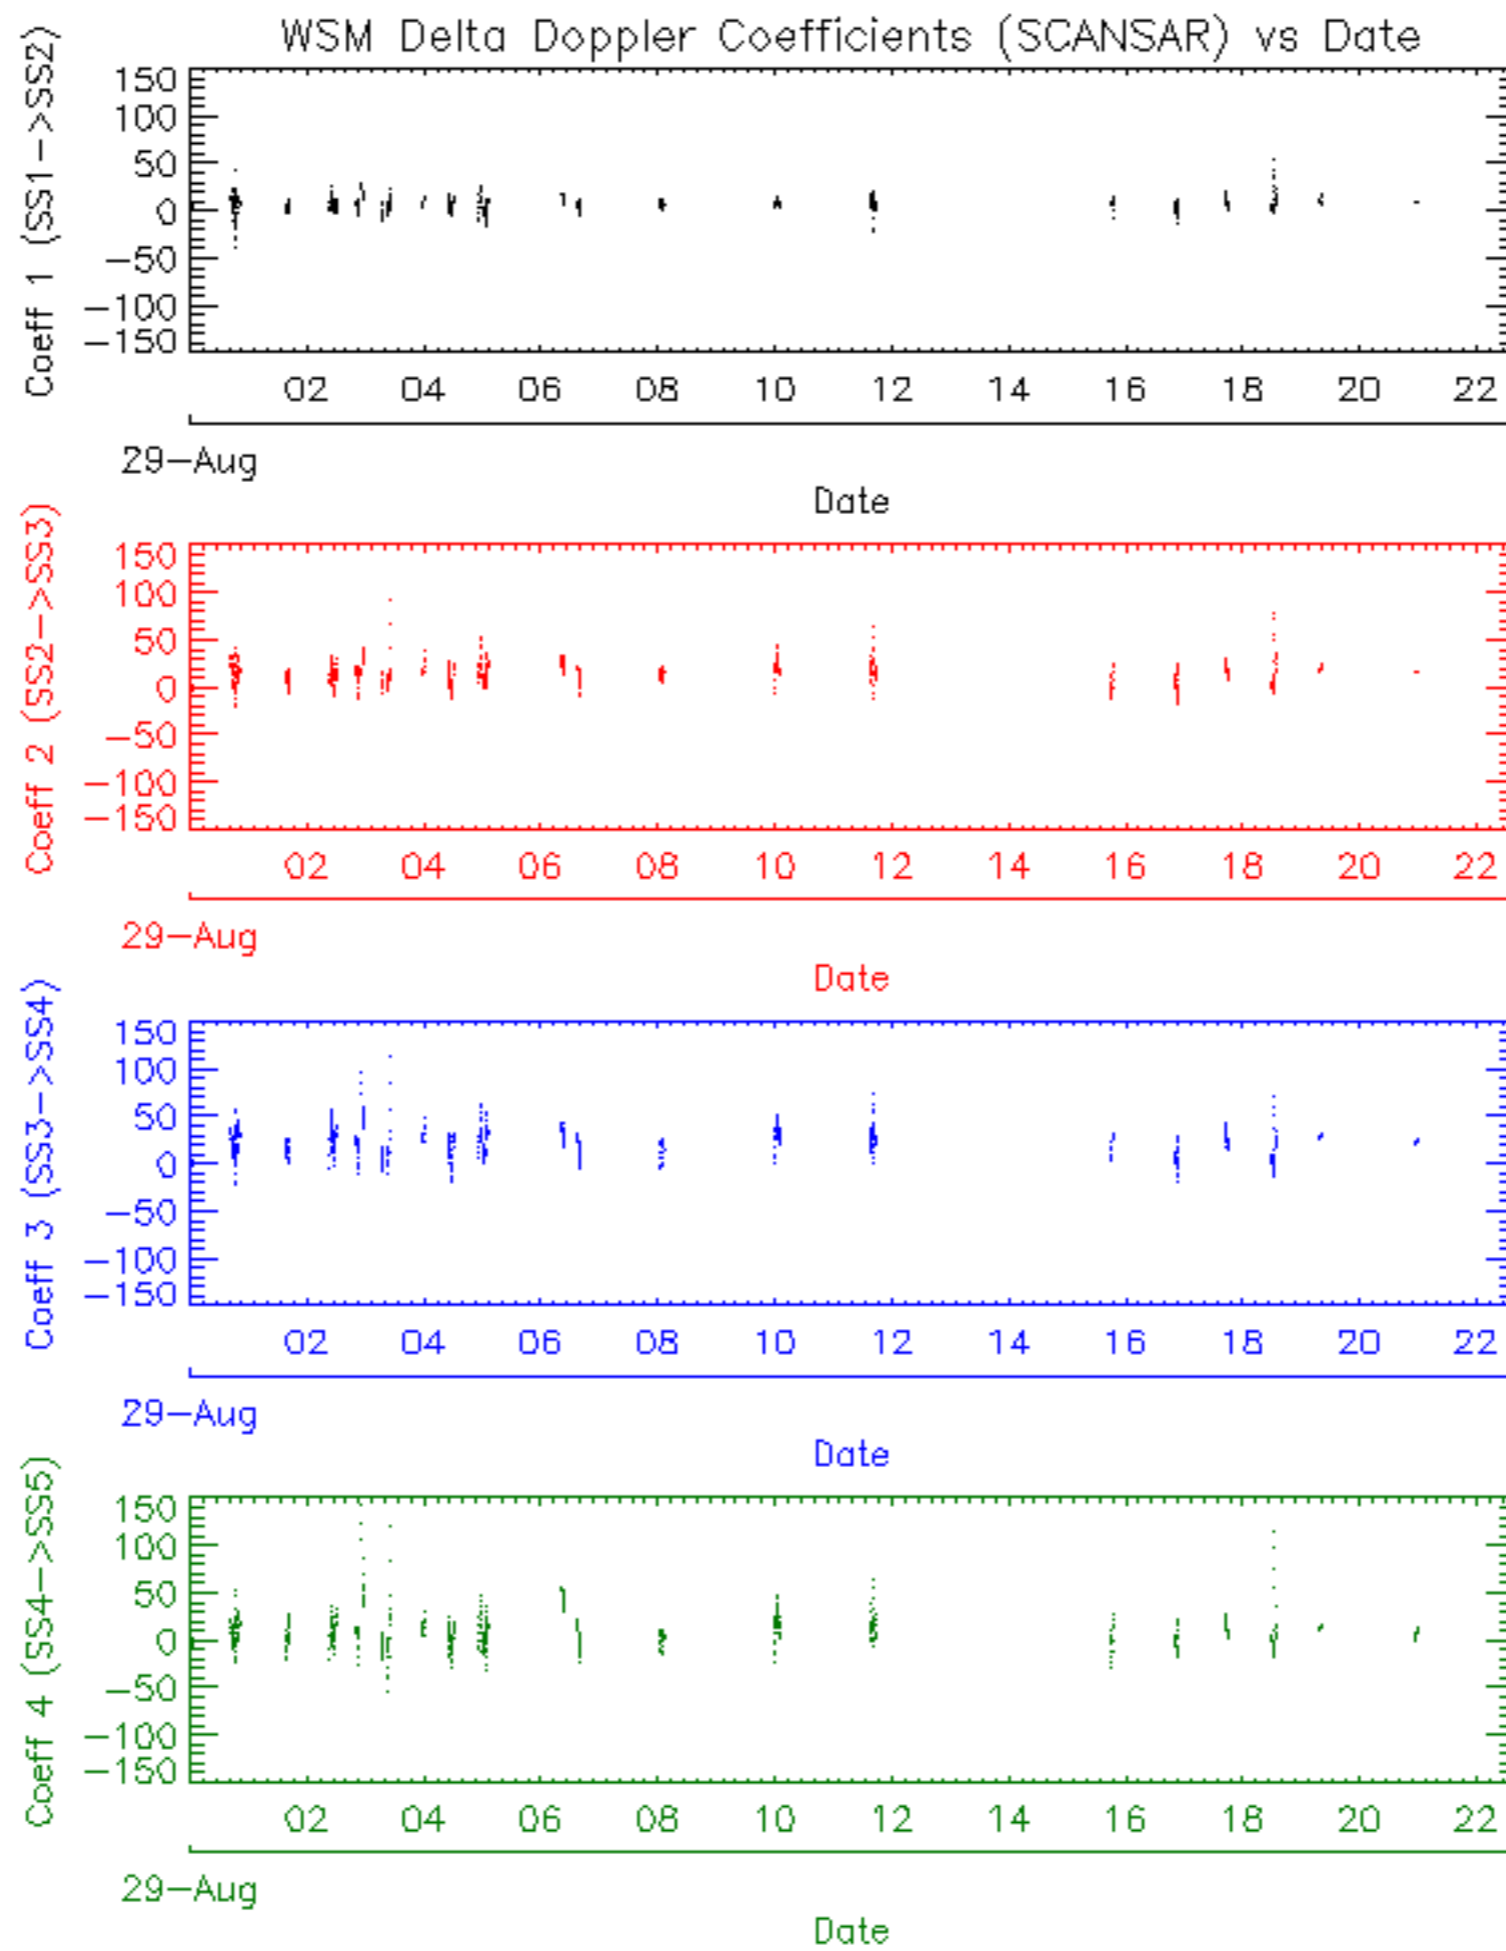 WSM Delta Doppler Coefficients (SCANSAR) vs Date
Coeff 1 (SS1->SS2)
150
100
50
0
-50
-100
-150
02 04 06 08 10 12 14 16 18 20 22
29-Aug
Date
Coeff 2 (SS2->SS3)
150
100
50
0
-50
-100
-150
02 04 06 08 10 12 14 16 18 20 22
29-Aug
Date
Coeff 3 (SS3->SS4)
150
100
50
0
-50
-100
-150
02 04 06 08 10 12 14 16 18 20 22
29-Aug
Date
Coeff 4 (SS4->SS5)
150
100
50
0
-50
-100
-150
02 04 06 08 10 12 14 16 18 20 22
29-Aug
Date